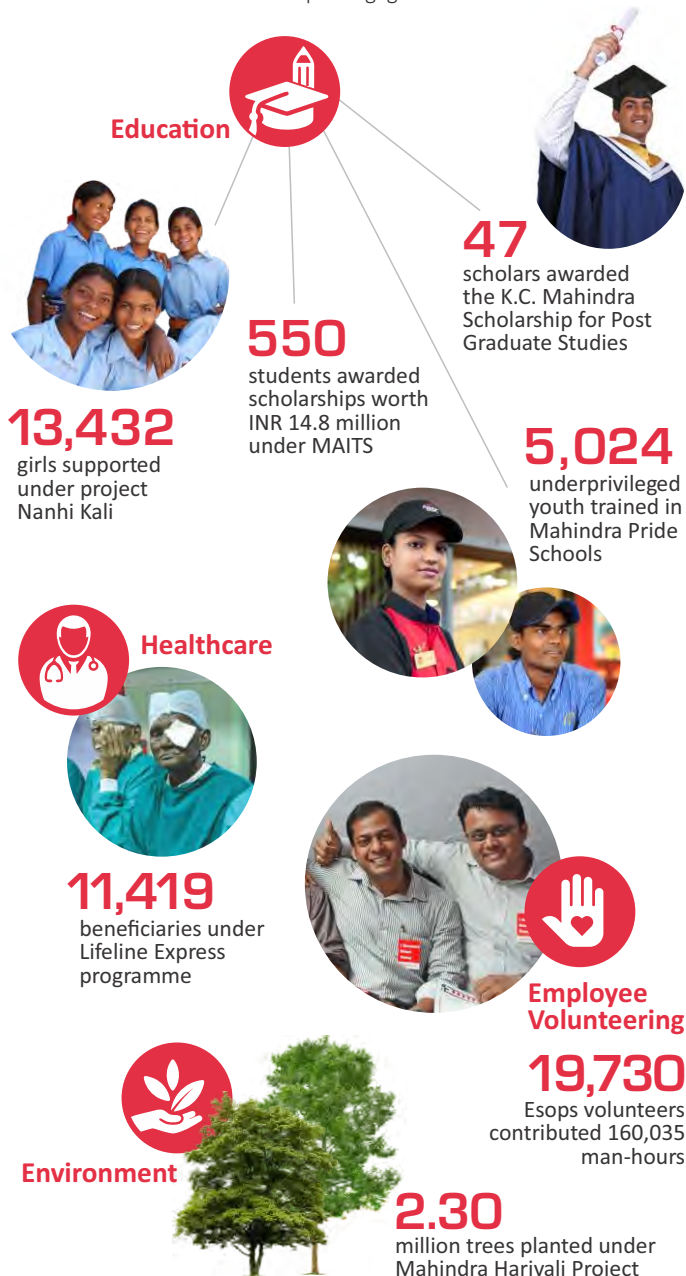 Education
47
scholars awarded
the K.C. Mahindra
Scholarship for Post
Graduate Studies
550
students awarded
scholarships worth
INR 14.8 million
under MAITS
13,432
girls supported
under project
Nanhi Kali
5,024
underprivileged
youth trained in
Mahindra Pride
Schools
Healthcare
11,419
beneficiaries under
Lifeline Express
programme
Employee
Volunteering
19,730
Esops volunteers
contributed 160,035
man-hours
Environment
2.30
million trees planted under
Mahindra Hariyali Project